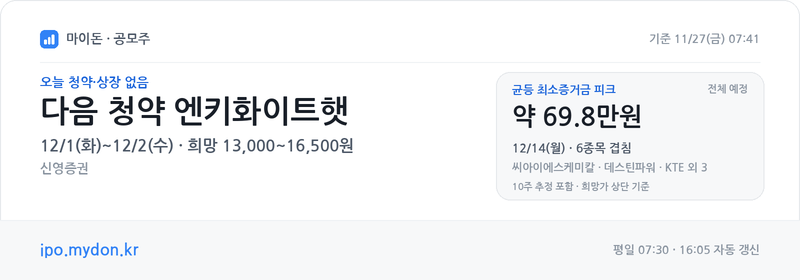 마이돈 · 공모주
기준 11/27(금) 07:41
오늘 청약·상장 없음
다음 청약 엔키화이트햇
12/1(화)~12/2(수) · 희망 13,000~16,500원
신영증권
균등 최소증거금 피크
전체 예정
약 69.8만원
12/14(월) · 6종목 겹침
씨아이에스케미칼 · 데스틴파워 · KTE 외 3
10주 추정 포함 · 희망가 상단 기준
ipo.mydon.kr
평일 07:30 · 16:05 자동 갱신